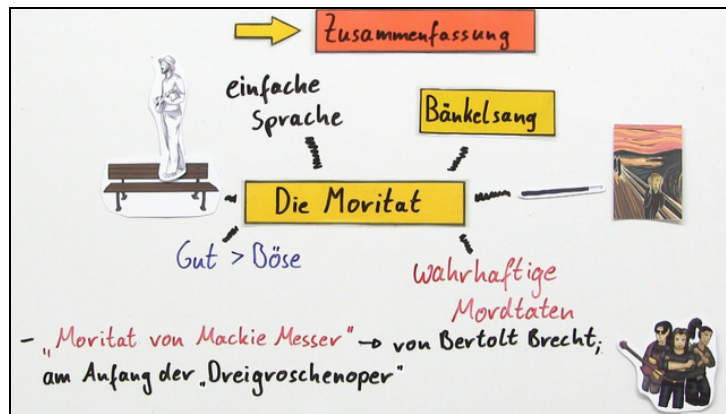 Zusammenfassung
einfache
Sprache
Bänkelsang
Die Moritat
Gut > Böse
wahrhaftige
Mordtaten
- „Moritat von Mackie Messer" → von Bertolt Brecht;
am Anfang der „Dreigroschenoper"